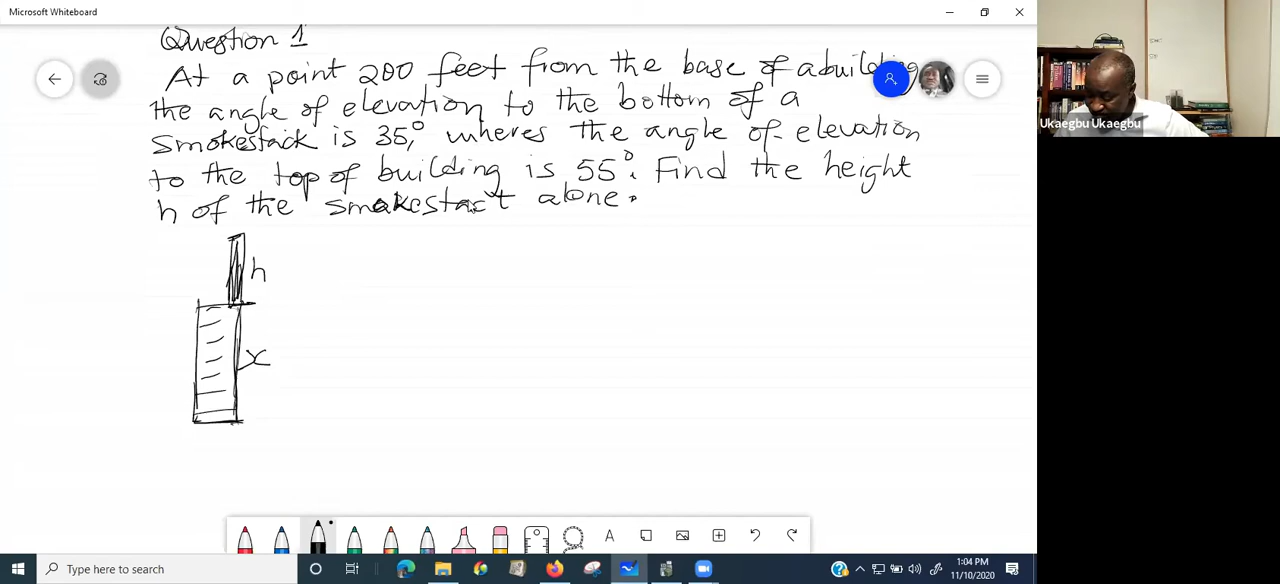 Microsoft Whiteboard
Question 1
At a point 200 feet from the base of a building
the angle of elevation to the bottom of a
smokestack is 35°, wheres the angle of elevation
to the top of building is 55°. Find the height
h of the smokestact alone.
h
x
Ukaegbu Ukaegbu
A
Type here to search
1:04 PM
11/10/2020